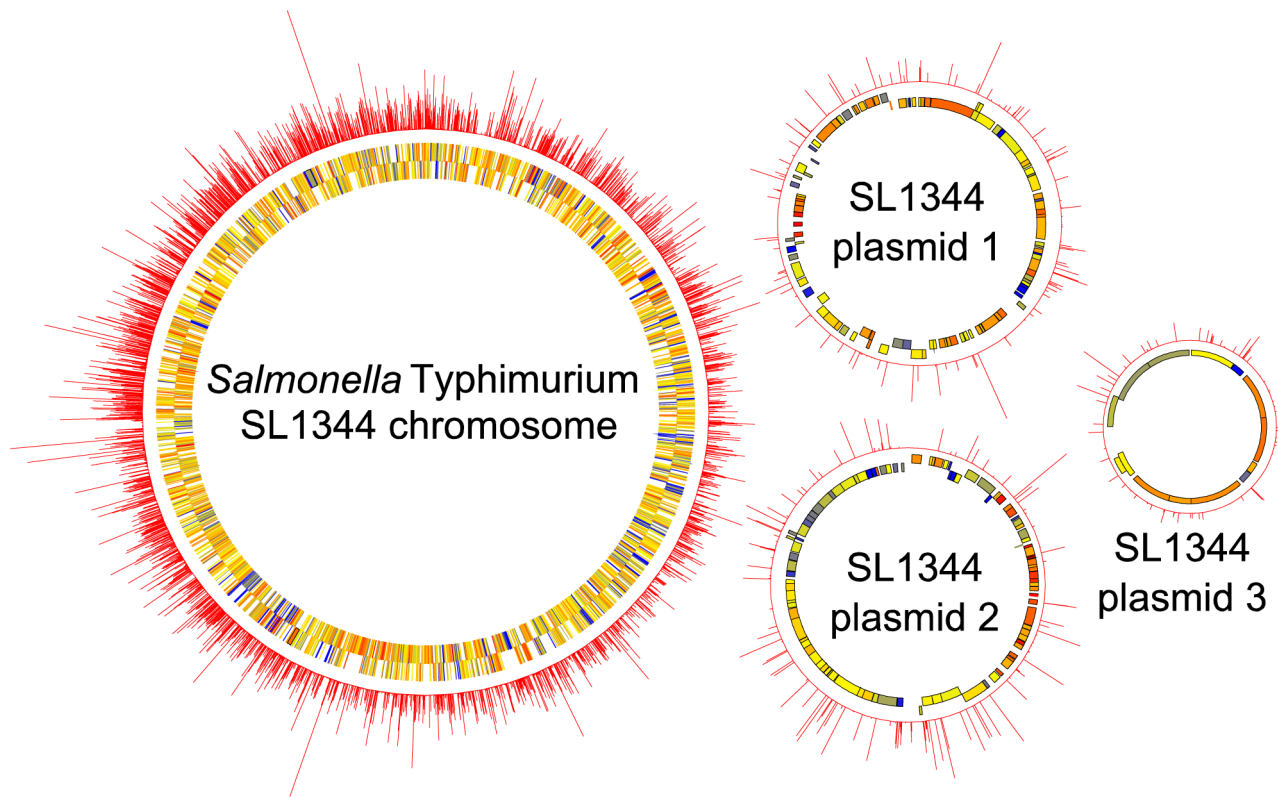 Salmonella Typhimurium
SL1344 chromosome
SL1344
plasmid 1
SL1344
plasmid 2
SL1344
plasmid 3